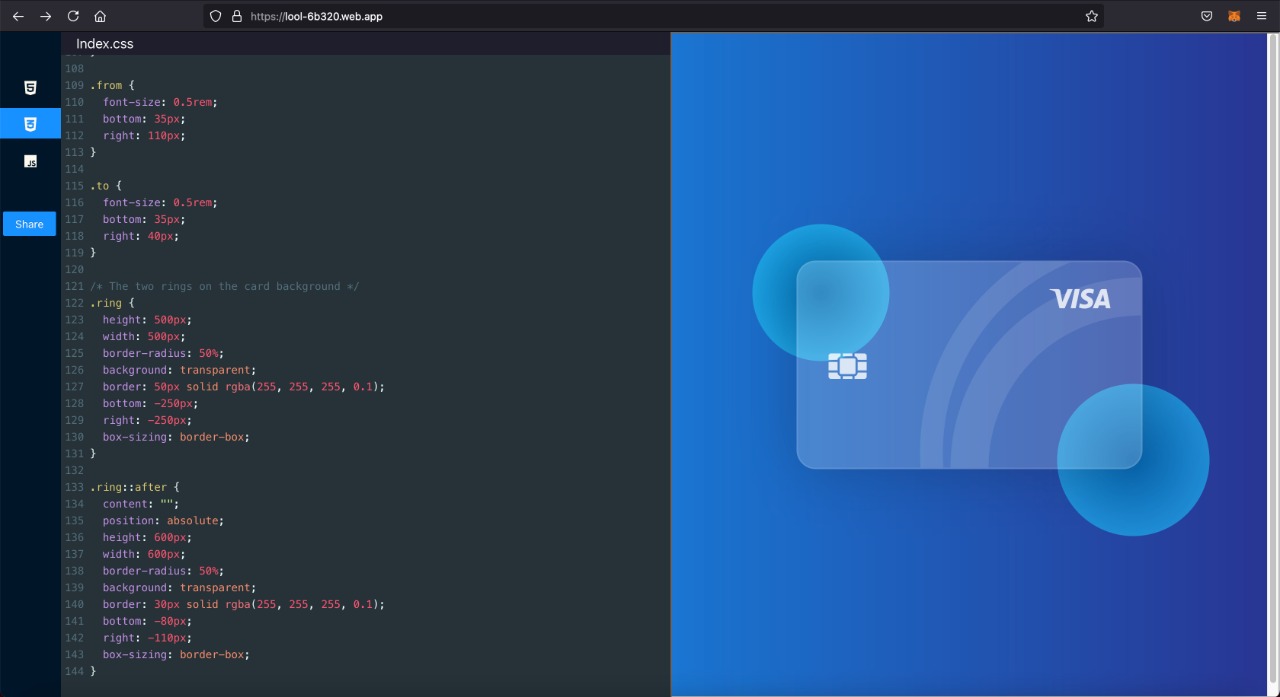 https://lool-6b320.web.app
Index.css
108
109 .from {
110   font-size: 0.5rem;
111   bottom: 35px;
112   right: 110px;
113 }
114
115 .to {
116   font-size: 0.5rem;
117   bottom: 35px;
118   right: 40px;
119 }
120
121 /* The two rings on the card background */
122 .ring {
123   height: 500px;
124   width: 500px;
125   border-radius: 50%;
126   background: transparent;
127   border: 50px solid rgba(255, 255, 255, 0.1);
128   bottom: -250px;
129   right: -250px;
130   box-sizing: border-box;
131 }
132
133 .ring::after {
134   content: "";
135   position: absolute;
136   height: 600px;
137   width: 600px;
138   border-radius: 50%;
139   background: transparent;
140   border: 30px solid rgba(255, 255, 255, 0.1);
141   bottom: -80px;
142   right: -110px;
143   box-sizing: border-box;
144 }
JS
Share
VISA